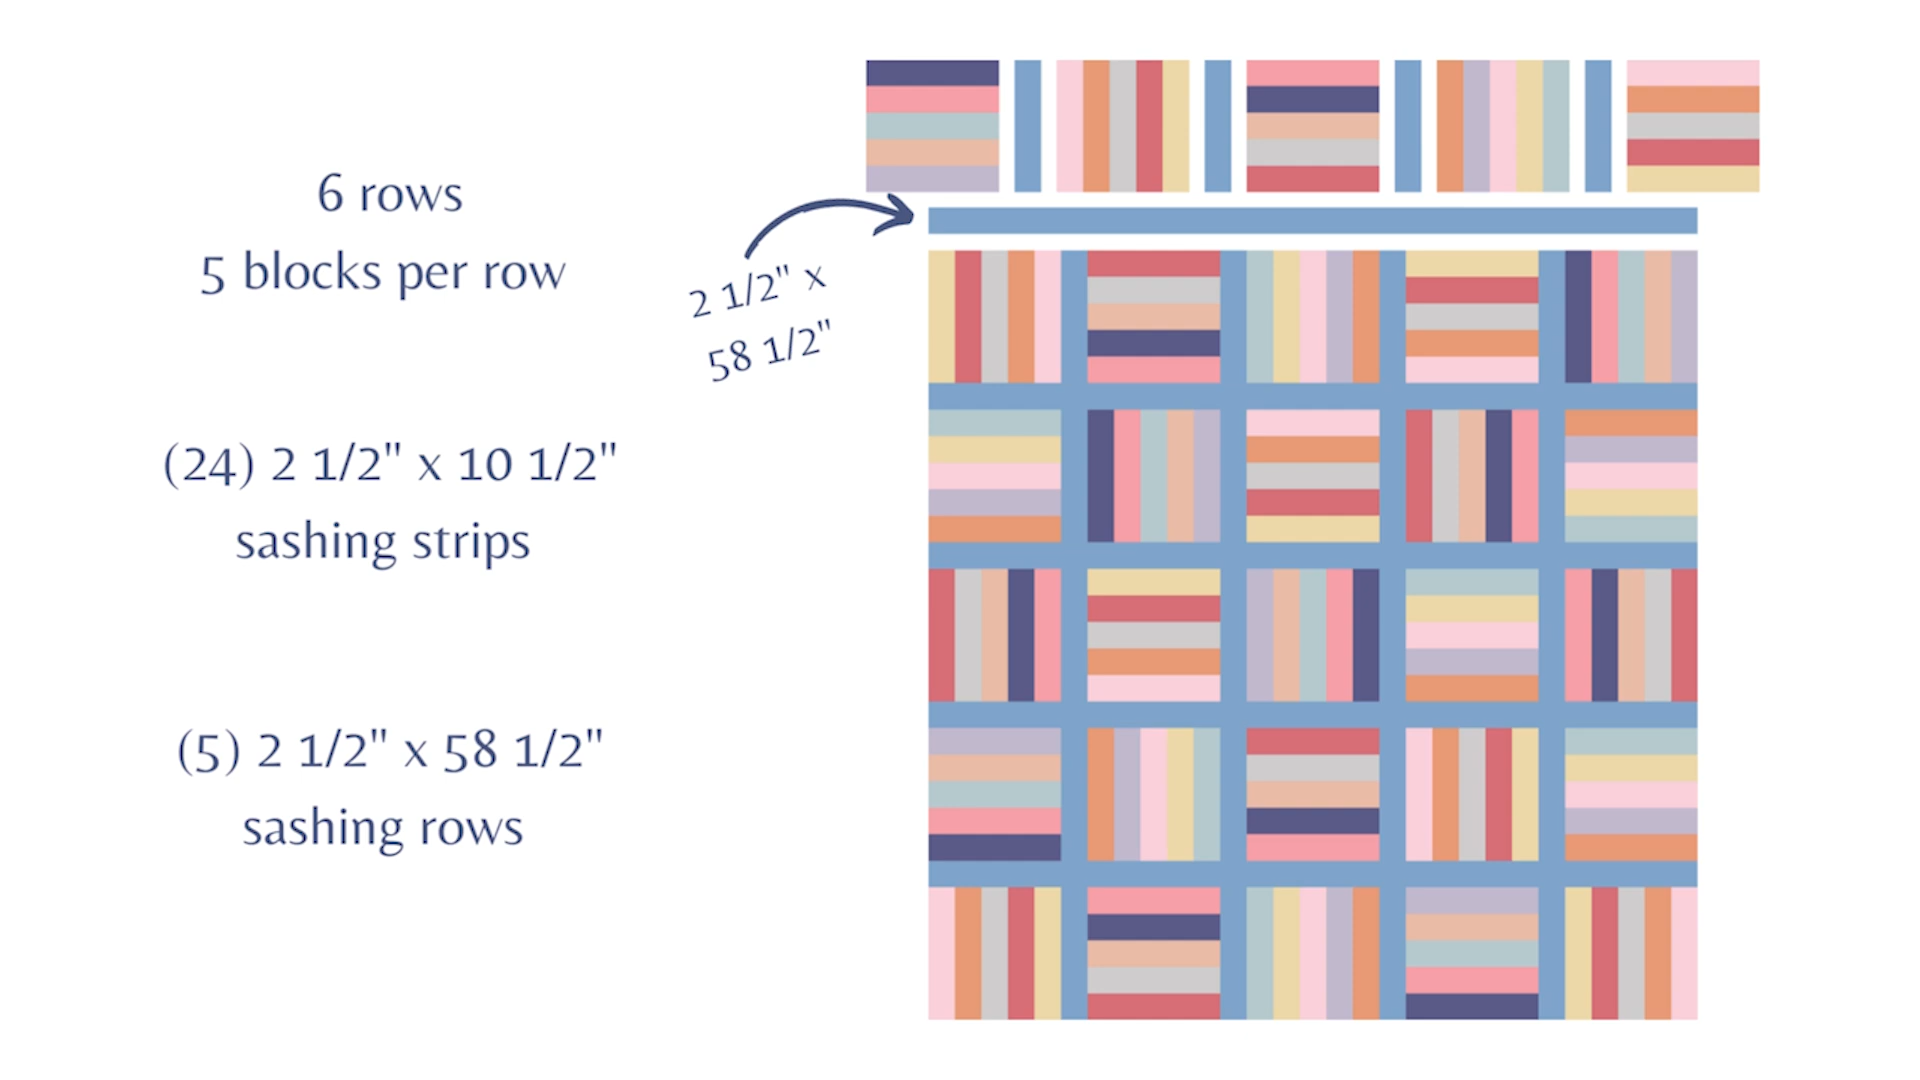 6 rows
5 blocks per row
(24) 2 1/2" x 10 1/2"
sashing strips
(5) 2 1/2" x 58 1/2"
sashing rows
2 1/2" x
58 1/2"